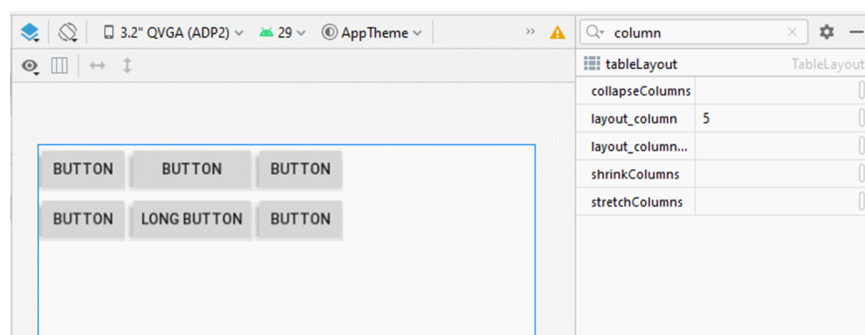 3.2" QVGA (ADP2) 29 AppTheme
column
tableLayout TableLayout
collapseColumns
layout_column 5
layout_column...
shrinkColumns
stretchColumns
BUTTON BUTTON BUTTON
BUTTON LONG BUTTON BUTTON